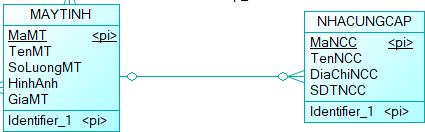 MAYTINH
MaMT <pi>
TenMT
SoLuongMT
HinhAnh
GiaMT
Identifier_1 <pi>
NHACUNGCAP
MaNCC <pi>
TenNCC
DiaChiNCC
SDTNCC
Identifier_1 <pi>